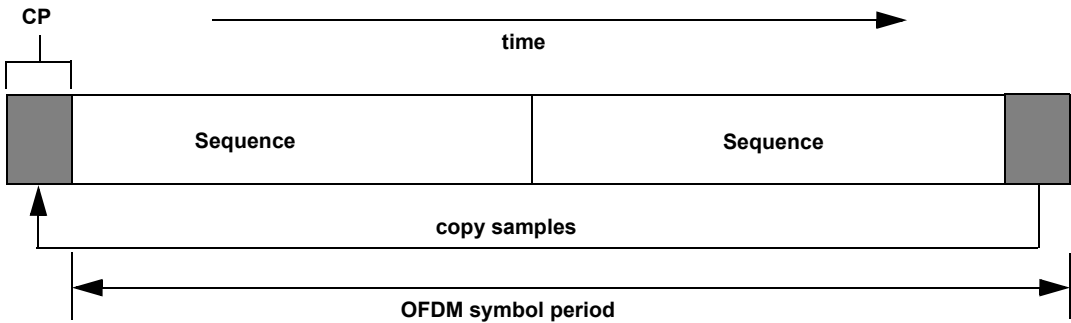 CP
time
Sequence
Sequence
copy samples
OFDM symbol period